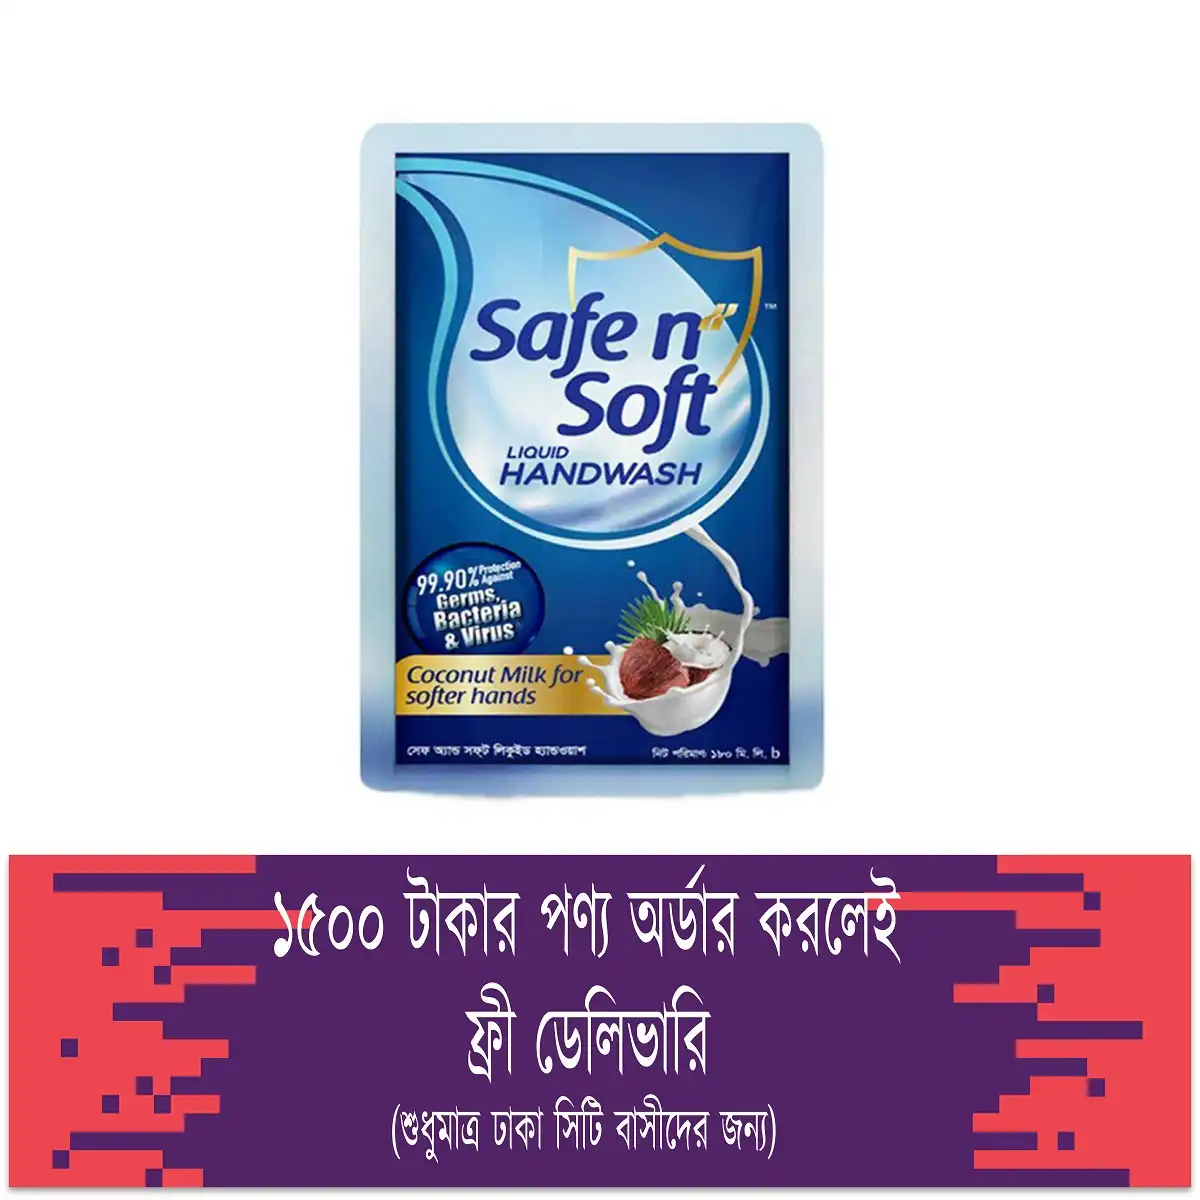 Safe n
Soft
™
LIQUID
HANDWASH
99.90% Protection Against
Germs,
Bacteria
& Virus
Coconut Milk for
softer hands
সেফ অ্যান্ড সফ্‌ট লিকুইড হ্যান্ডওয়াশ
নিট পরিমাণ: ১৮০ মি. লি. b
১৫০০ টাকার পণ্য অর্ডার করলেই
ফ্রী ডেলিভারি
(শুধুমাত্র ঢাকা সিটি বাসীদের জন্য)